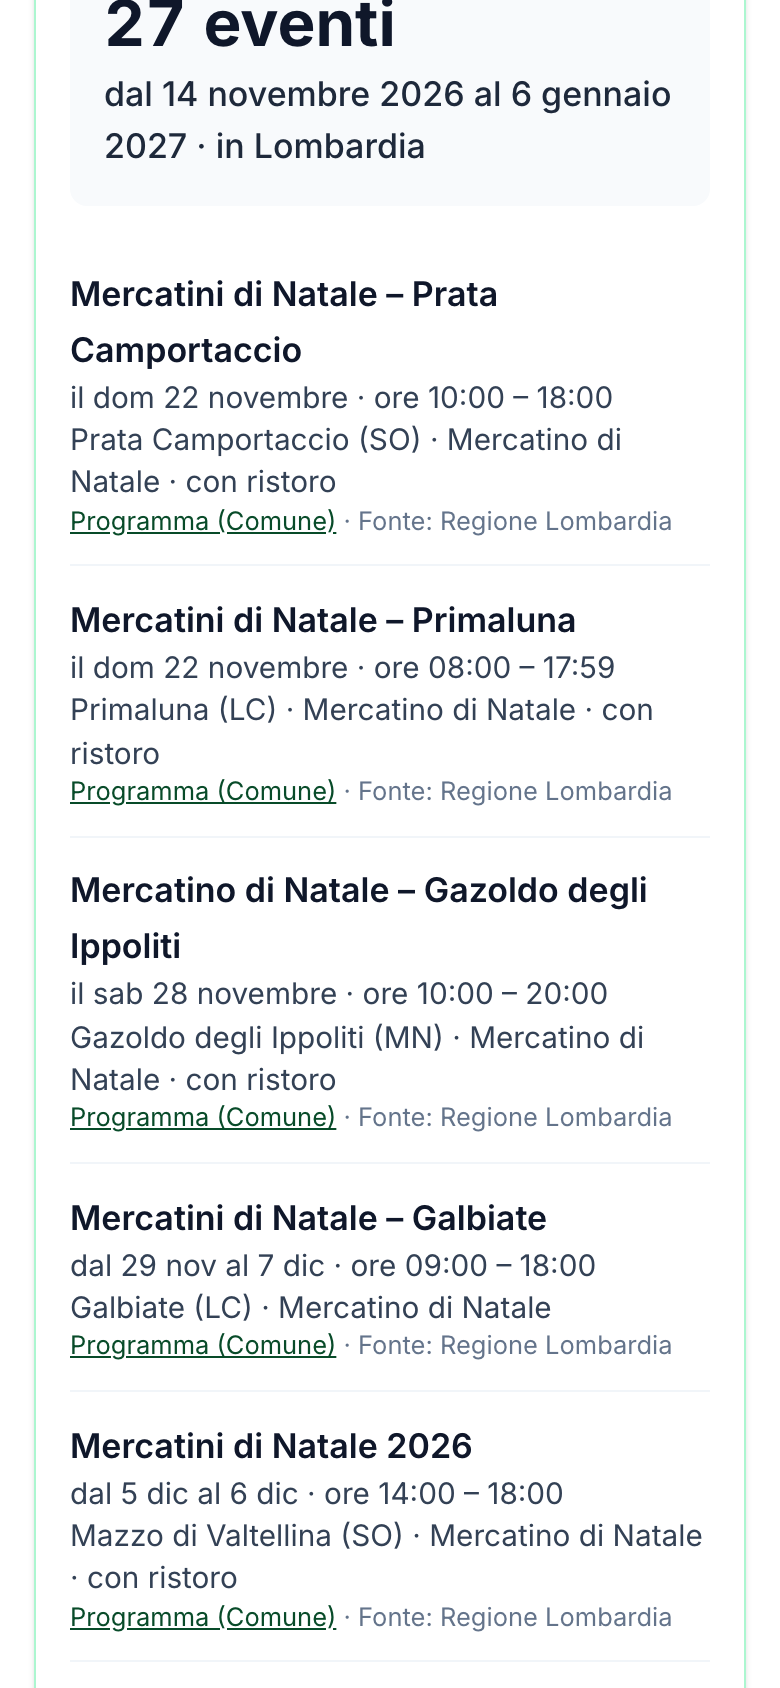 27 eventi
dal 14 novembre 2026 al 6 gennaio
2027 · in Lombardia
Mercatini di Natale – Prata
Camportaccio
il dom 22 novembre · ore 10:00 – 18:00
Prata Camportaccio (SO) · Mercatino di
Natale · con ristoro
Programma (Comune) · Fonte: Regione Lombardia
Mercatini di Natale – Primaluna
il dom 22 novembre · ore 08:00 – 17:59
Primaluna (LC) · Mercatino di Natale · con
ristoro
Programma (Comune) · Fonte: Regione Lombardia
Mercatino di Natale – Gazoldo degli
Ippoliti
il sab 28 novembre · ore 10:00 – 20:00
Gazoldo degli Ippoliti (MN) · Mercatino di
Natale · con ristoro
Programma (Comune) · Fonte: Regione Lombardia
Mercatini di Natale – Galbiate
dal 29 nov al 7 dic · ore 09:00 – 18:00
Galbiate (LC) · Mercatino di Natale
Programma (Comune) · Fonte: Regione Lombardia
Mercatini di Natale 2026
dal 5 dic al 6 dic · ore 14:00 – 18:00
Mazzo di Valtellina (SO) · Mercatino di Natale
· con ristoro
Programma (Comune) · Fonte: Regione Lombardia